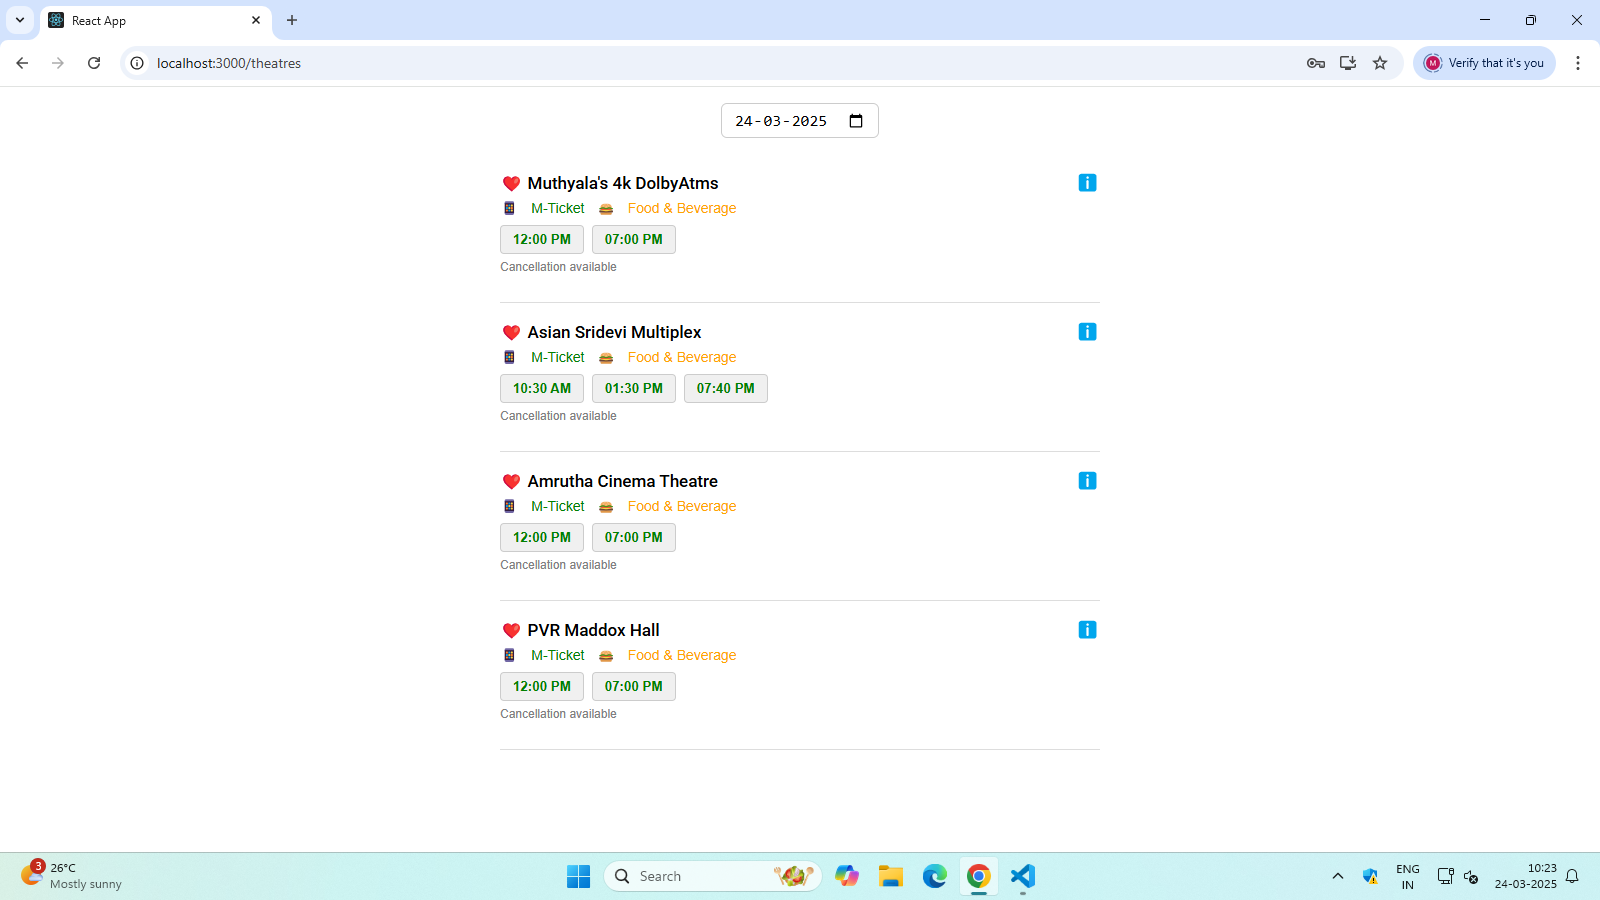 React App
localhost:3000/theatres
M
Verify that it's you
24-03-2025
Muthyala's 4k DolbyAtms
M-Ticket Food & Beverage
12:00 PM 07:00 PM
Cancellation available
Asian Sridevi Multiplex
M-Ticket Food & Beverage
10:30 AM 01:30 PM 07:40 PM
Cancellation available
Amrutha Cinema Theatre
M-Ticket Food & Beverage
12:00 PM 07:00 PM
Cancellation available
PVR Maddox Hall
M-Ticket Food & Beverage
12:00 PM 07:00 PM
Cancellation available
3
26°C
Mostly sunny
Search
ENG
IN
10:23
24-03-2025